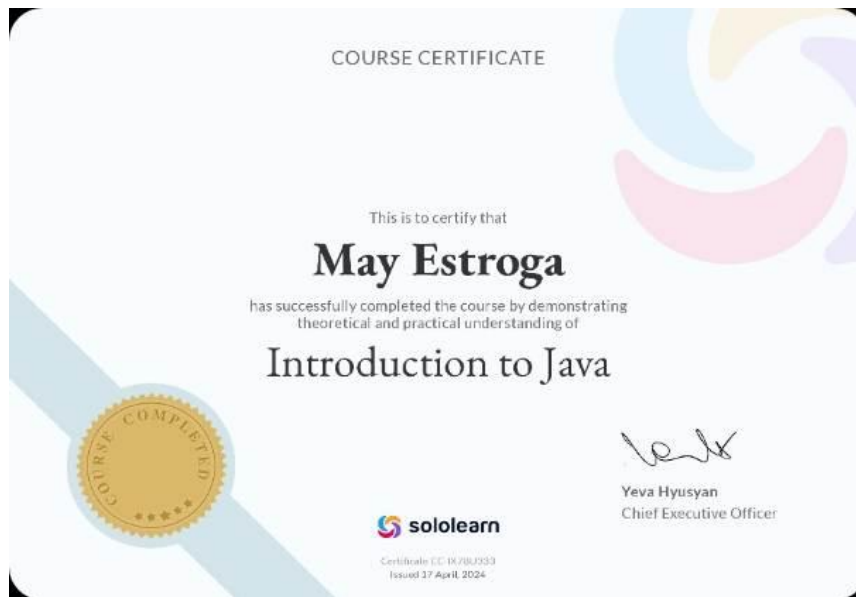 COURSE CERTIFICATE
This is to certify that
May Estroga
has successfully completed the course by demonstrating
theoretical and practical understanding of
Introduction to Java
COURSE COMPLETED
Yeva Hyusyan
Chief Executive Officer
sololearn
Certificate
Issued 17 April, 2024